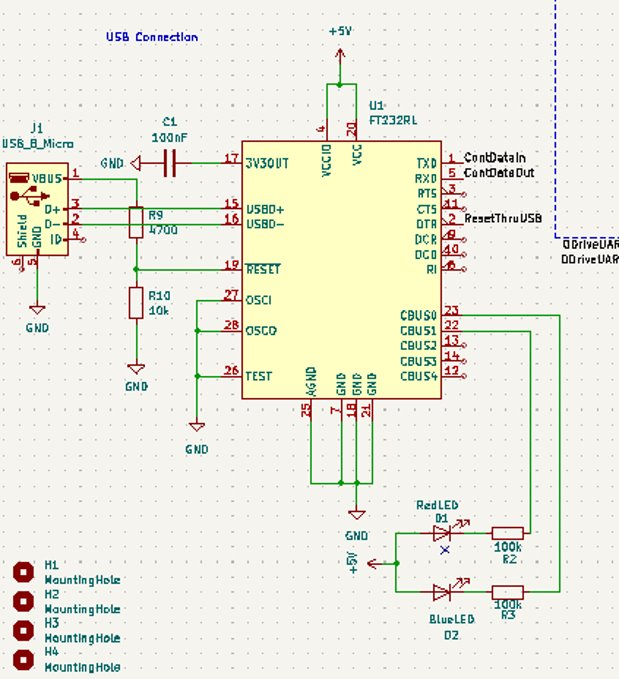 USB Connection
+5V
U1
FT232RL
J1
USB_B_Micro
C1
100nF
GND
4
20
VCCIO
VCC
17
3V3OUT
VBUS
1
D+
3
D-
2
ID
4
Shield
GND
6
5
GND
R9
4700
15
USBD+
16
USBD-
19
RESET
R10
10k
GND
27
OSCI
28
OSCO
26
TEST
GND
TXD
1
ContDataIn
RXD
5
ContDataOut
RTS
3
CTS
11
DTR
2
ResetThruUSB
DCR
9
DCD
10
RI
6
ODriveUAR
ODriveUAR
CBUS0
23
CBUS1
22
CBUS2
13
CBUS3
14
CBUS4
12
AGND
GND
GND
GND
25
7
18
21
GND
RedLED
D1
100k
R2
+5V
100k
R3
BlueLED
D2
H1
MountingHole
H2
MountingHole
H3
MountingHole
H4
MountingHole